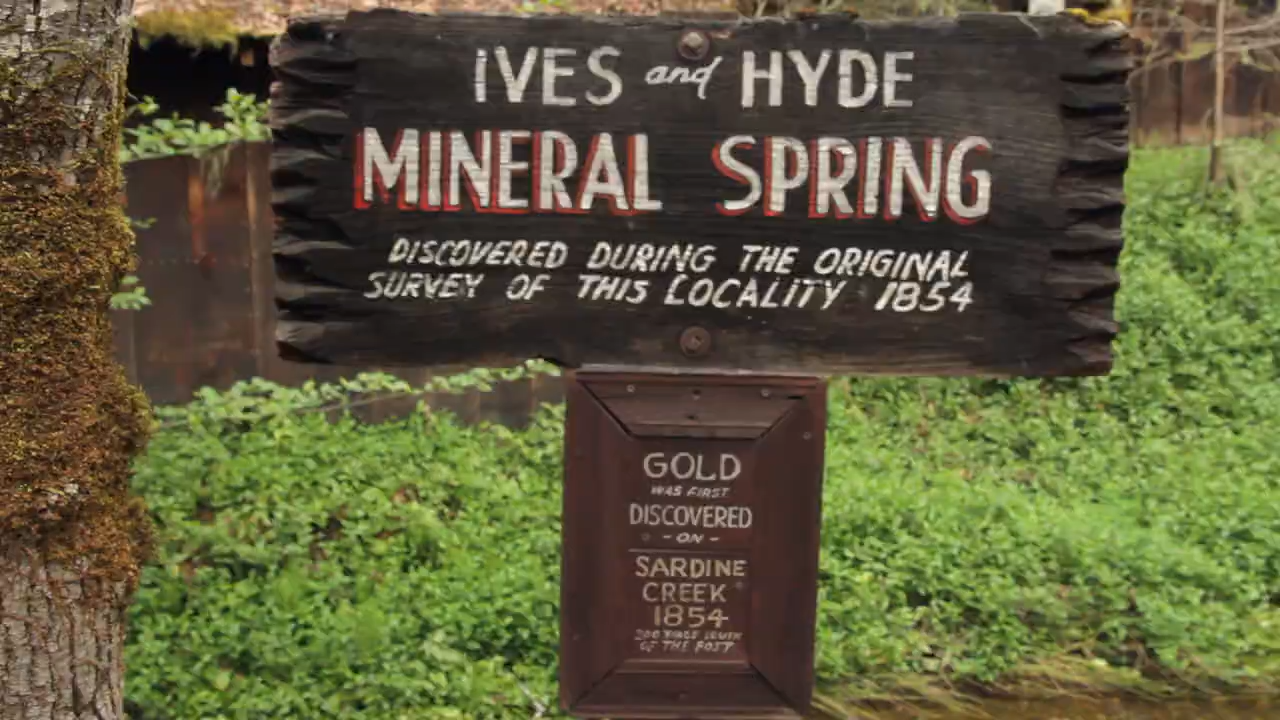 IVES and HYDE
MINERAL SPRING
DISCOVERED DURING THE ORIGINAL
SURVEY OF THIS LOCALITY 1854
GOLD
WAS FIRST
DISCOVERED
- ON -
SARDINE
CREEK
1854
OF THE POST